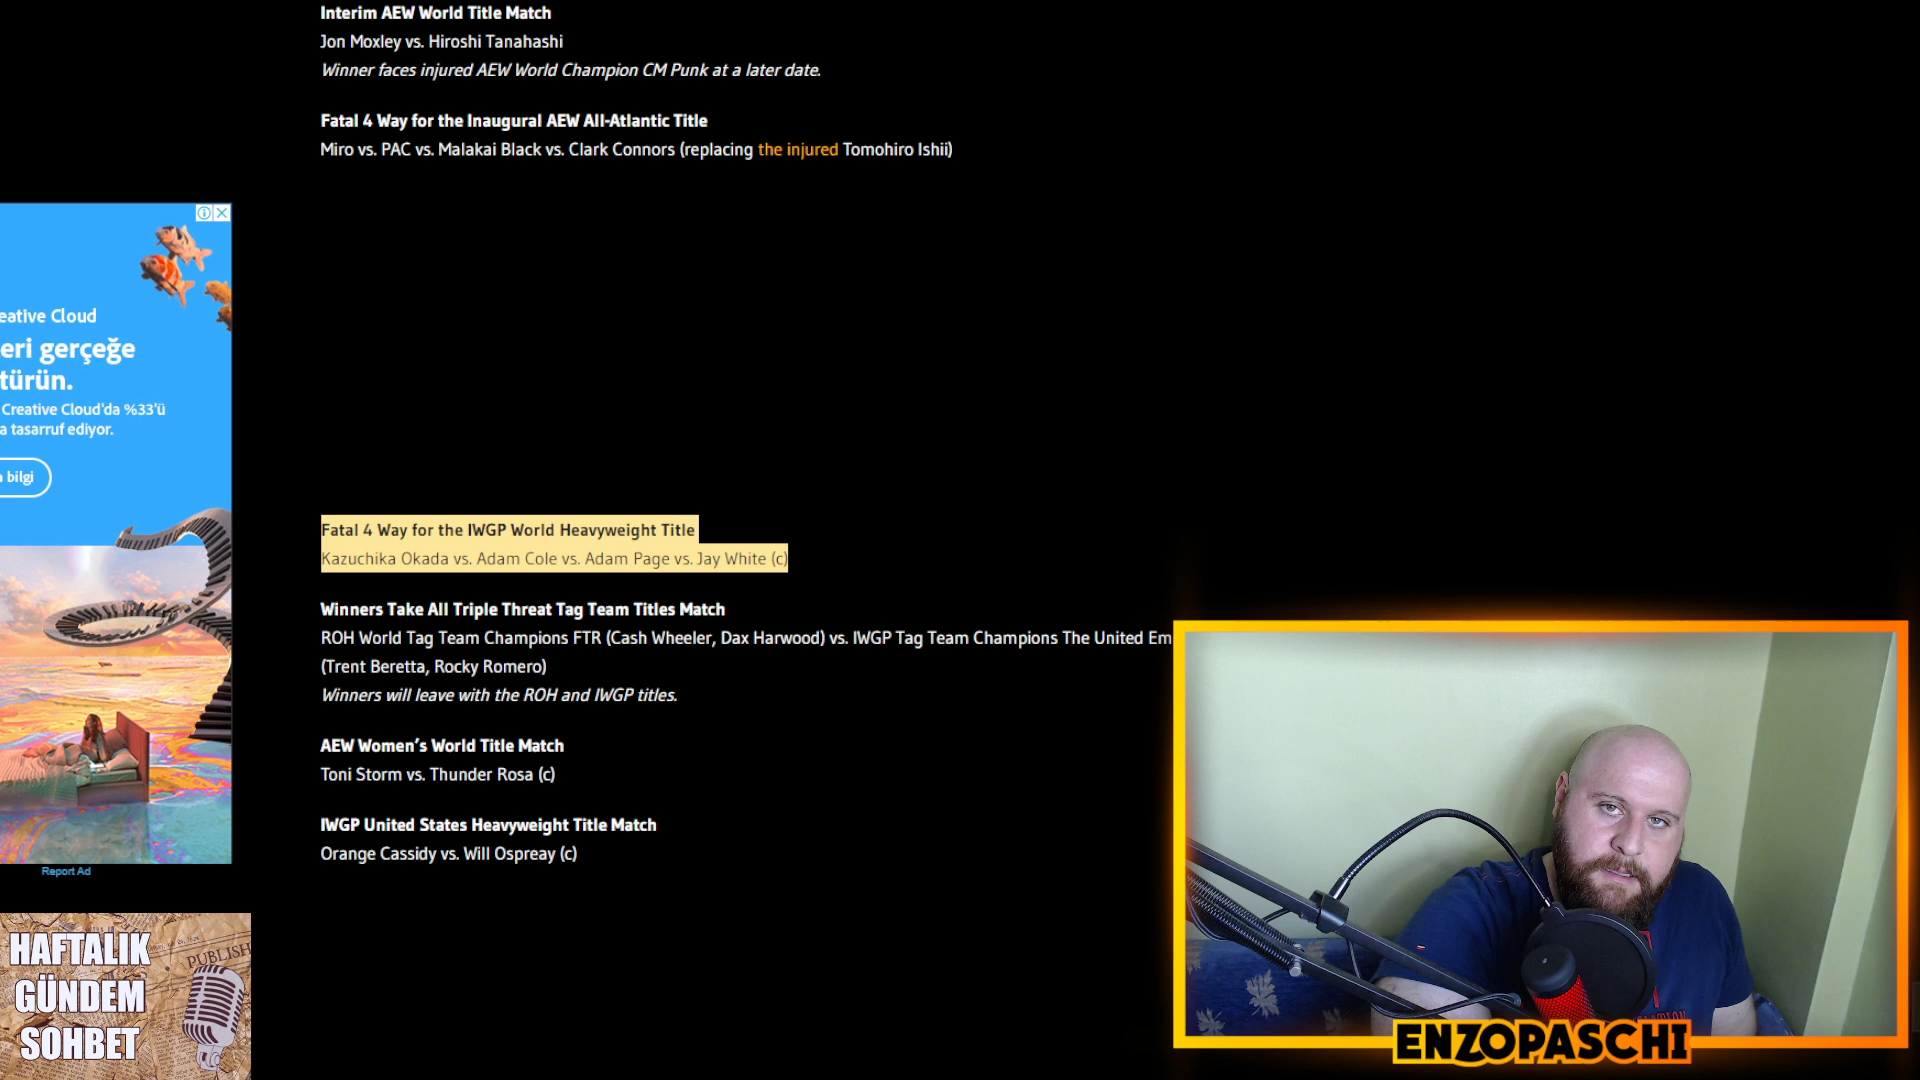 Interim AEW World Title Match
Jon Moxley vs. Hiroshi Tanahashi
Winner faces injured AEW World Champion CM Punk at a later date.
Fatal 4 Way for the Inaugural AEW All-Atlantic Title
Miro vs. PAC vs. Malakai Black vs. Clark Connors (replacing the injured Tomohiro Ishii)
eative Cloud
eri gerçeğe
türün.
Creative Cloud'da %33'ü
a tasarruf ediyor.
bilgi
Fatal 4 Way for the IWGP World Heavyweight Title
Kazuchika Okada vs. Adam Cole vs. Adam Page vs. Jay White (c)
Winners Take All Triple Threat Tag Team Titles Match
ROH World Tag Team Champions FTR (Cash Wheeler, Dax Harwood) vs. IWGP Tag Team Champions The United Em
(Trent Beretta, Rocky Romero)
Winners will leave with the ROH and IWGP titles.
AEW Women's World Title Match
Toni Storm vs. Thunder Rosa (c)
IWGP United States Heavyweight Title Match
Orange Cassidy vs. Will Ospreay (c)
Report Ad
HAFTALIK
PUBLISH
GÜNDEM
SOHBET
ENZOPASCHI